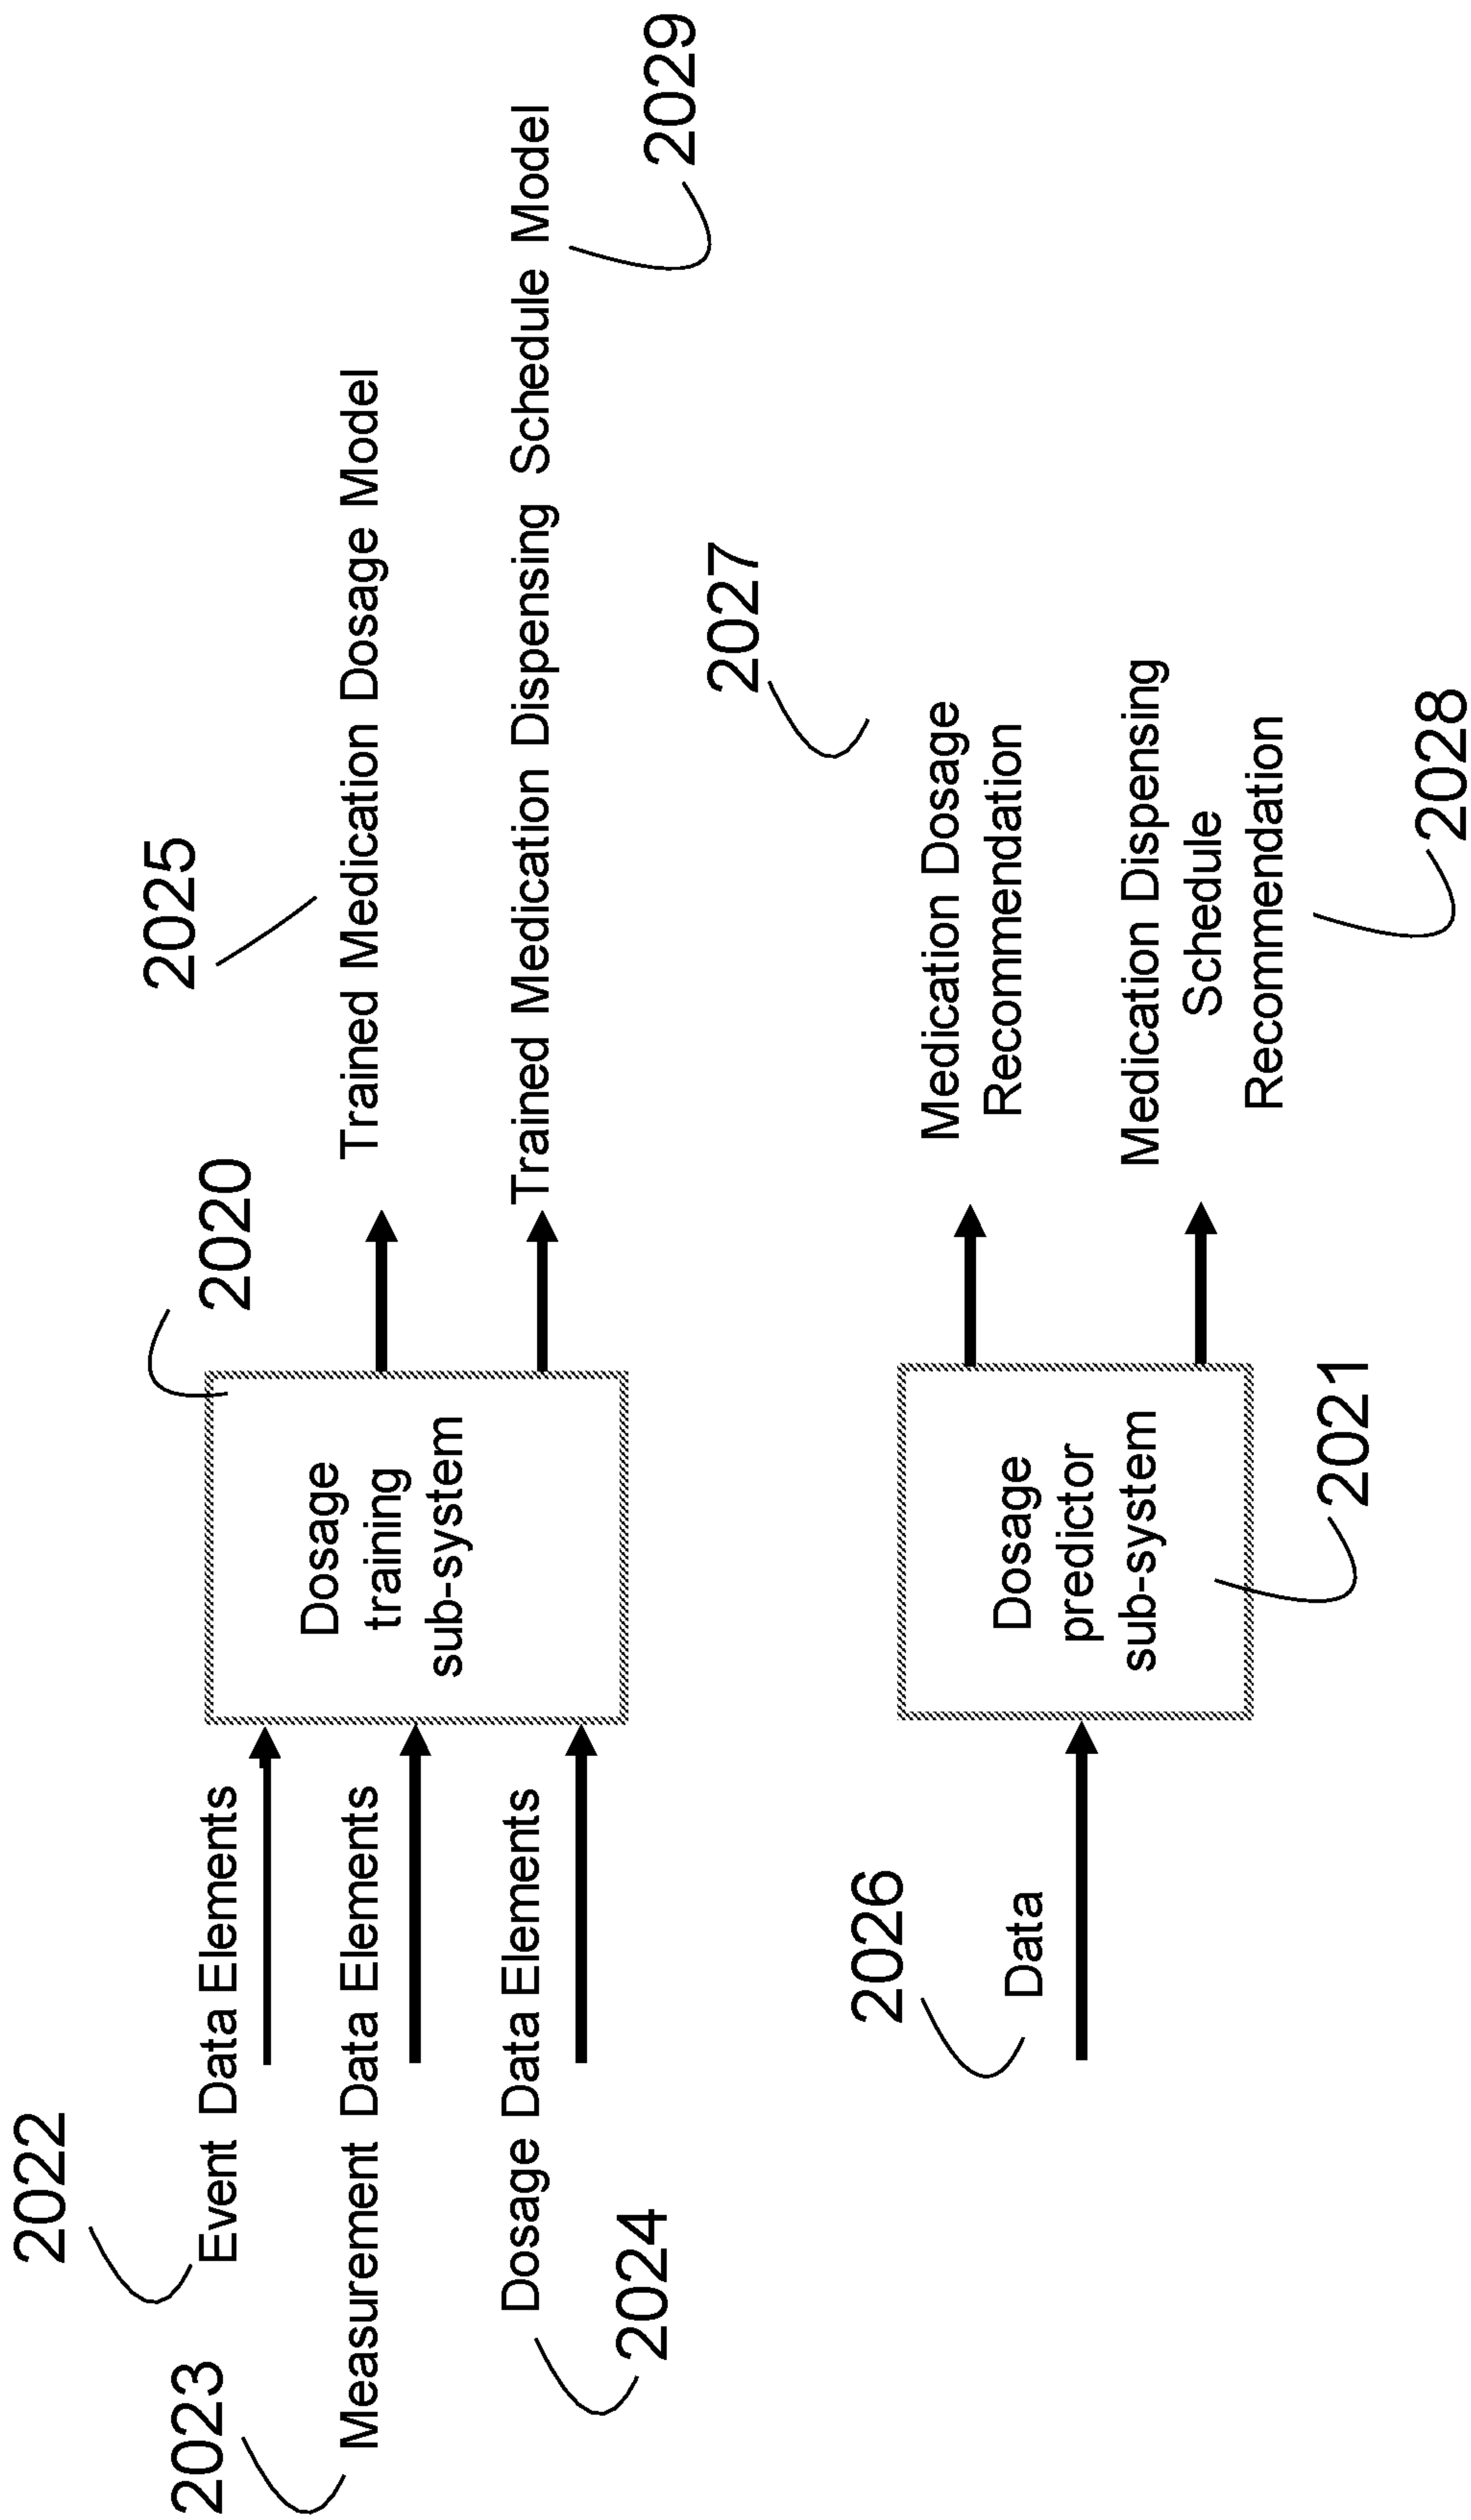 2022
Event Data Elements
2023
Measurement Data Elements
Dosage Data Elements
2024
2020
Dosage
training
sub-system
2025
Trained Medication Dosage Model
Trained Medication Dispensing Schedule Model
2029
2026
Data
Dosage
predictor
sub-system
2021
2027
Medication Dosage
Recommendation
Medication Dispensing
Schedule
Recommendation
2028